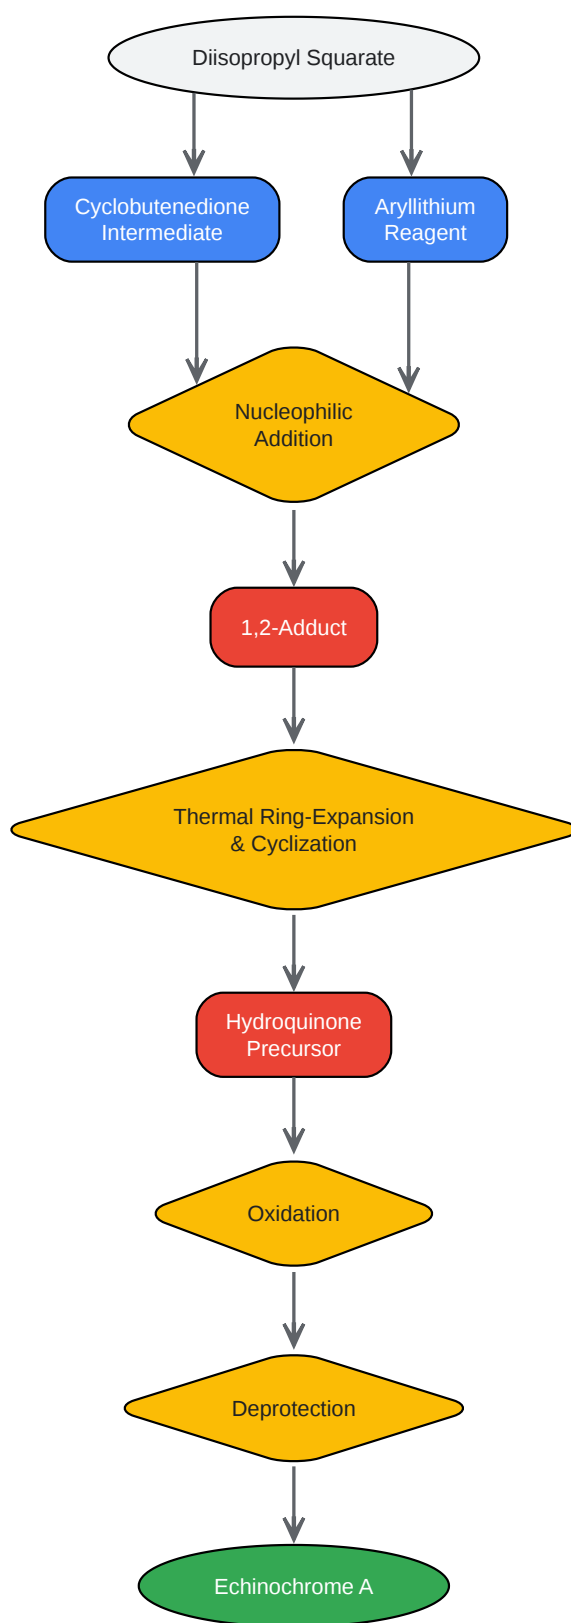 Diisopropyl Squarate
Cyclobutenedione
Intermediate
Aryllithium
Reagent
Nucleophilic
Addition
1,2-Adduct
Thermal Ring-Expansion
& Cyclization
Hydroquinone
Precursor
Oxidation
Deprotection
Echinochrome A